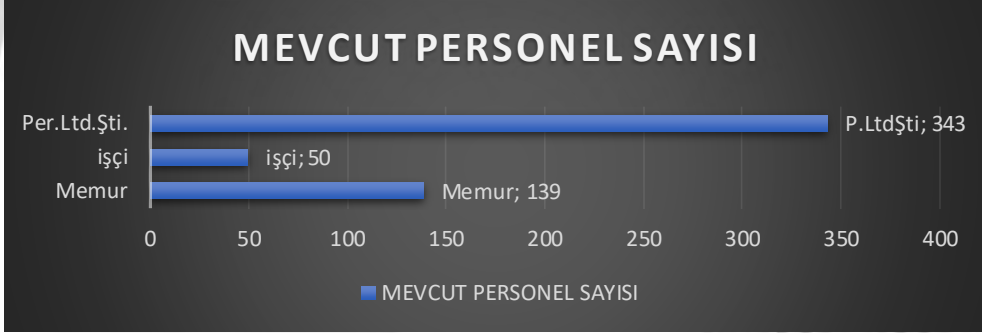 MEVCUT PERSONEL SAYISI
Per.Ltd.Şti.
P.LtdŞti; 343
işçi
işçi; 50
Memur
Memur; 139
0 50 100 150 200 250 300 350 400
MEVCUT PERSONEL SAYISI